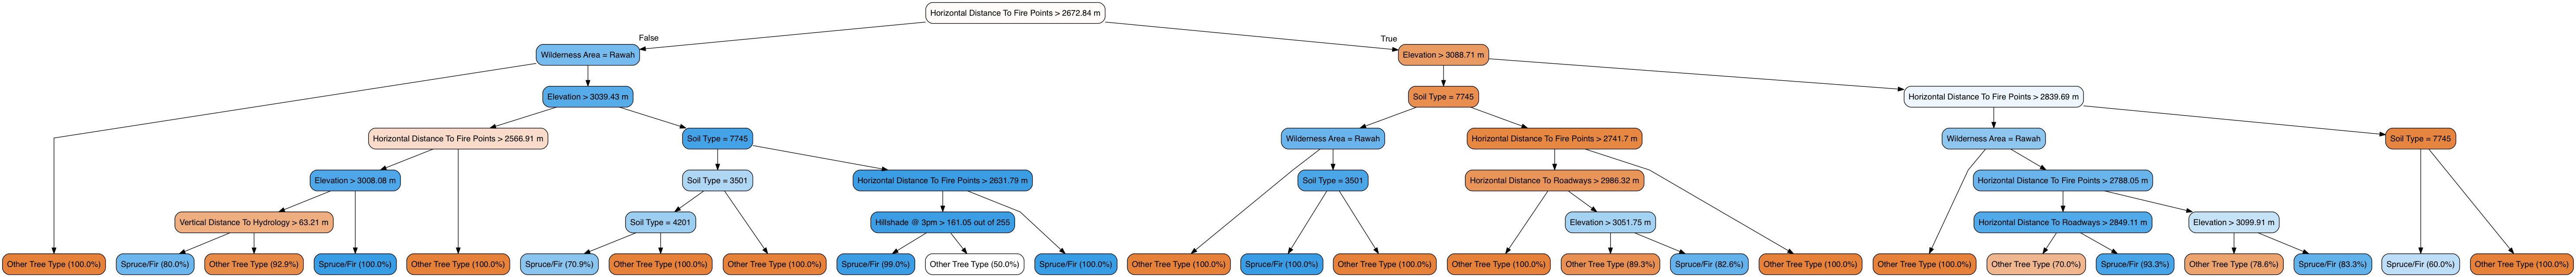 Horizontal Distance To Fire Points > 2672.84 m
False
True
Wilderness Area = Rawah
Elevation > 3088.71 m
Elevation > 3039.43 m
Soil Type = 7745
Horizontal Distance To Fire Points > 2839.69 m
Horizontal Distance To Fire Points > 2566.91 m
Soil Type = 7745
Wilderness Area = Rawah
Horizontal Distance To Fire Points > 2741.7 m
Wilderness Area = Rawah
Soil Type = 7745
Elevation > 3008.08 m
Soil Type = 3501
Horizontal Distance To Fire Points > 2631.79 m
Soil Type = 3501
Horizontal Distance To Roadways > 2986.32 m
Horizontal Distance To Fire Points > 2788.05 m
Vertical Distance To Hydrology > 63.21 m
Soil Type = 4201
Hillshade @ 3pm > 161.05 out of 255
Elevation > 3051.75 m
Horizontal Distance To Roadways > 2849.11 m
Elevation > 3099.91 m
Other Tree Type (100.0%)
Spruce/Fir (80.0%)
Other Tree Type (92.9%)
Spruce/Fir (100.0%)
Other Tree Type (100.0%)
Spruce/Fir (70.9%)
Other Tree Type (100.0%)
Other Tree Type (100.0%)
Spruce/Fir (99.0%)
Other Tree Type (50.0%)
Spruce/Fir (100.0%)
Other Tree Type (100.0%)
Spruce/Fir (100.0%)
Other Tree Type (100.0%)
Other Tree Type (100.0%)
Other Tree Type (89.3%)
Spruce/Fir (82.6%)
Other Tree Type (100.0%)
Other Tree Type (100.0%)
Other Tree Type (70.0%)
Spruce/Fir (93.3%)
Other Tree Type (78.6%)
Spruce/Fir (83.3%)
Spruce/Fir (60.0%)
Other Tree Type (100.0%)